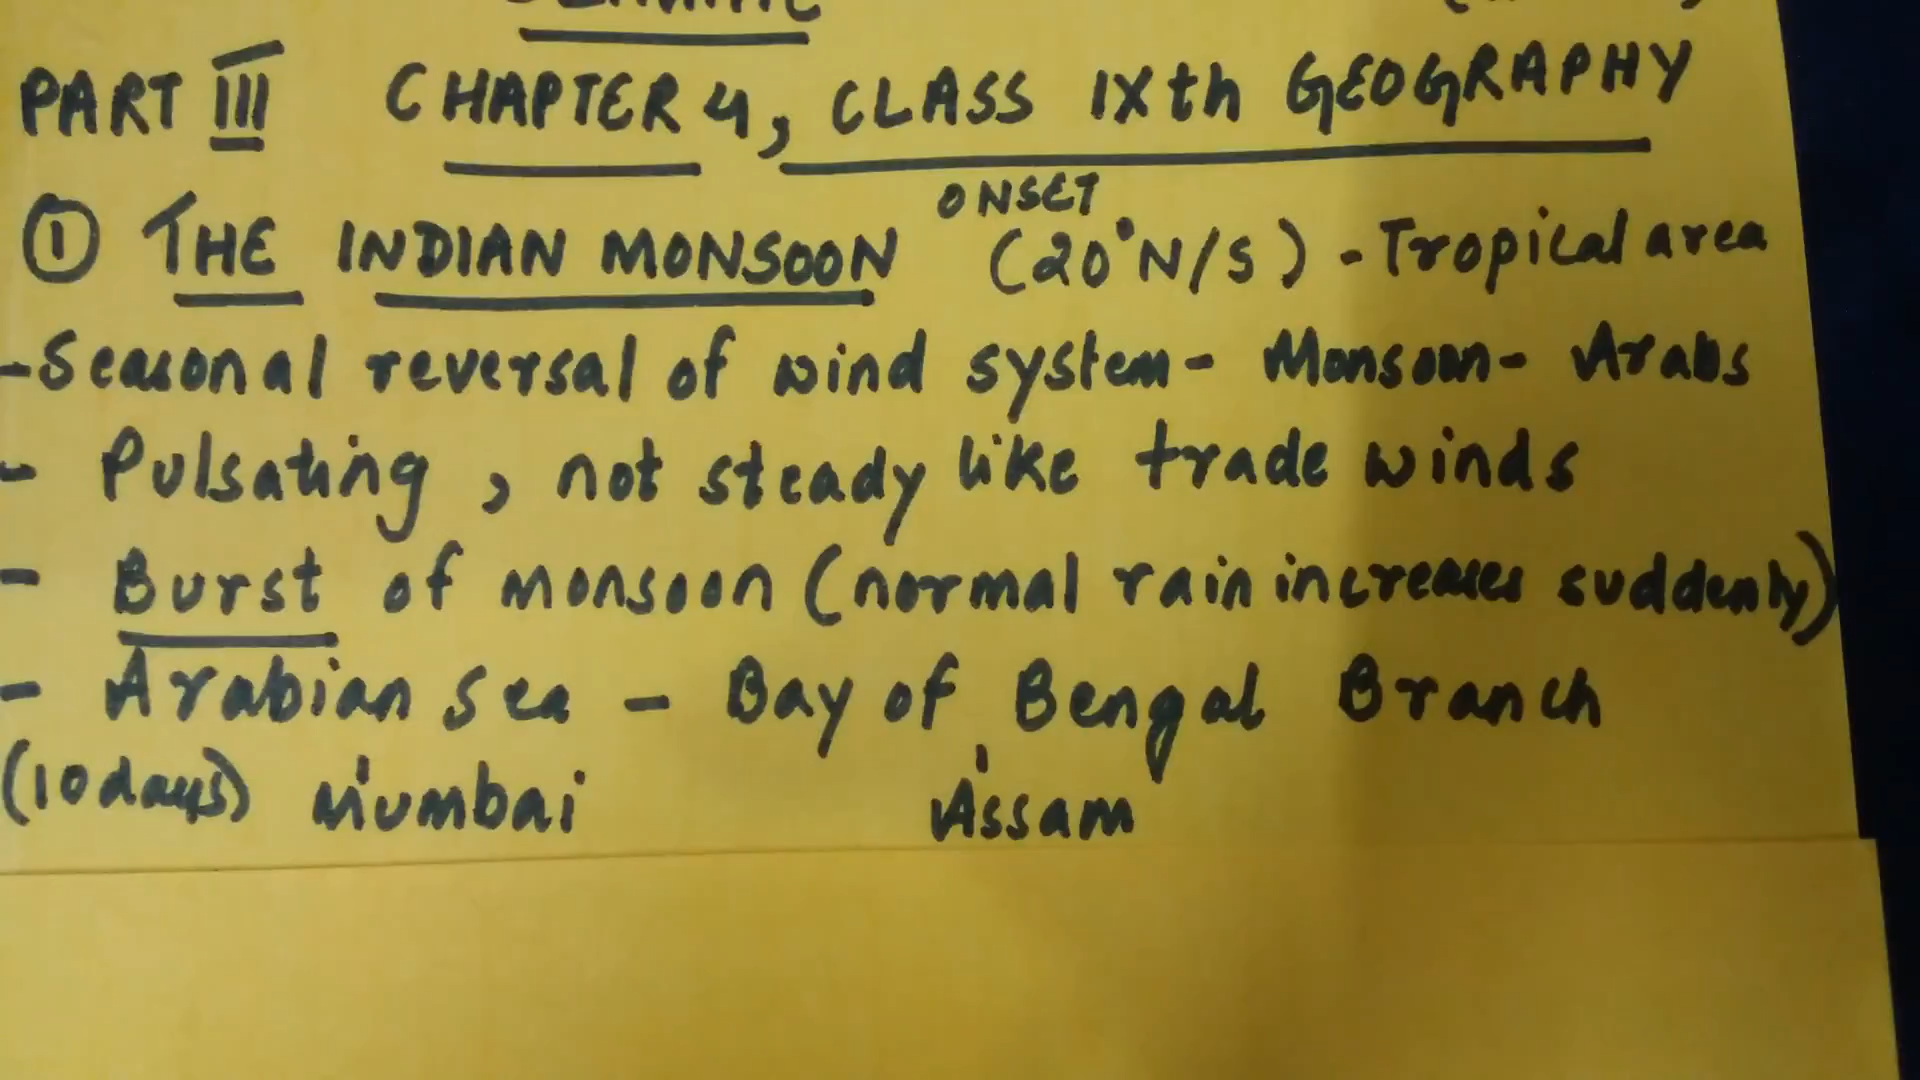 PART III CHAPTER 4, CLASS IXth GEOGRAPHY
ONSET
① THE INDIAN MONSOON (20°N/S) - Tropical area
- Seasonal reversal of wind system - Monsoon - Arabs
- Pulsating, not steady like trade winds
- Burst of monsoon (normal rain increases suddenly)
- Arabian Sea - Bay of Bengal Branch
(10 days) Mumbai Assam